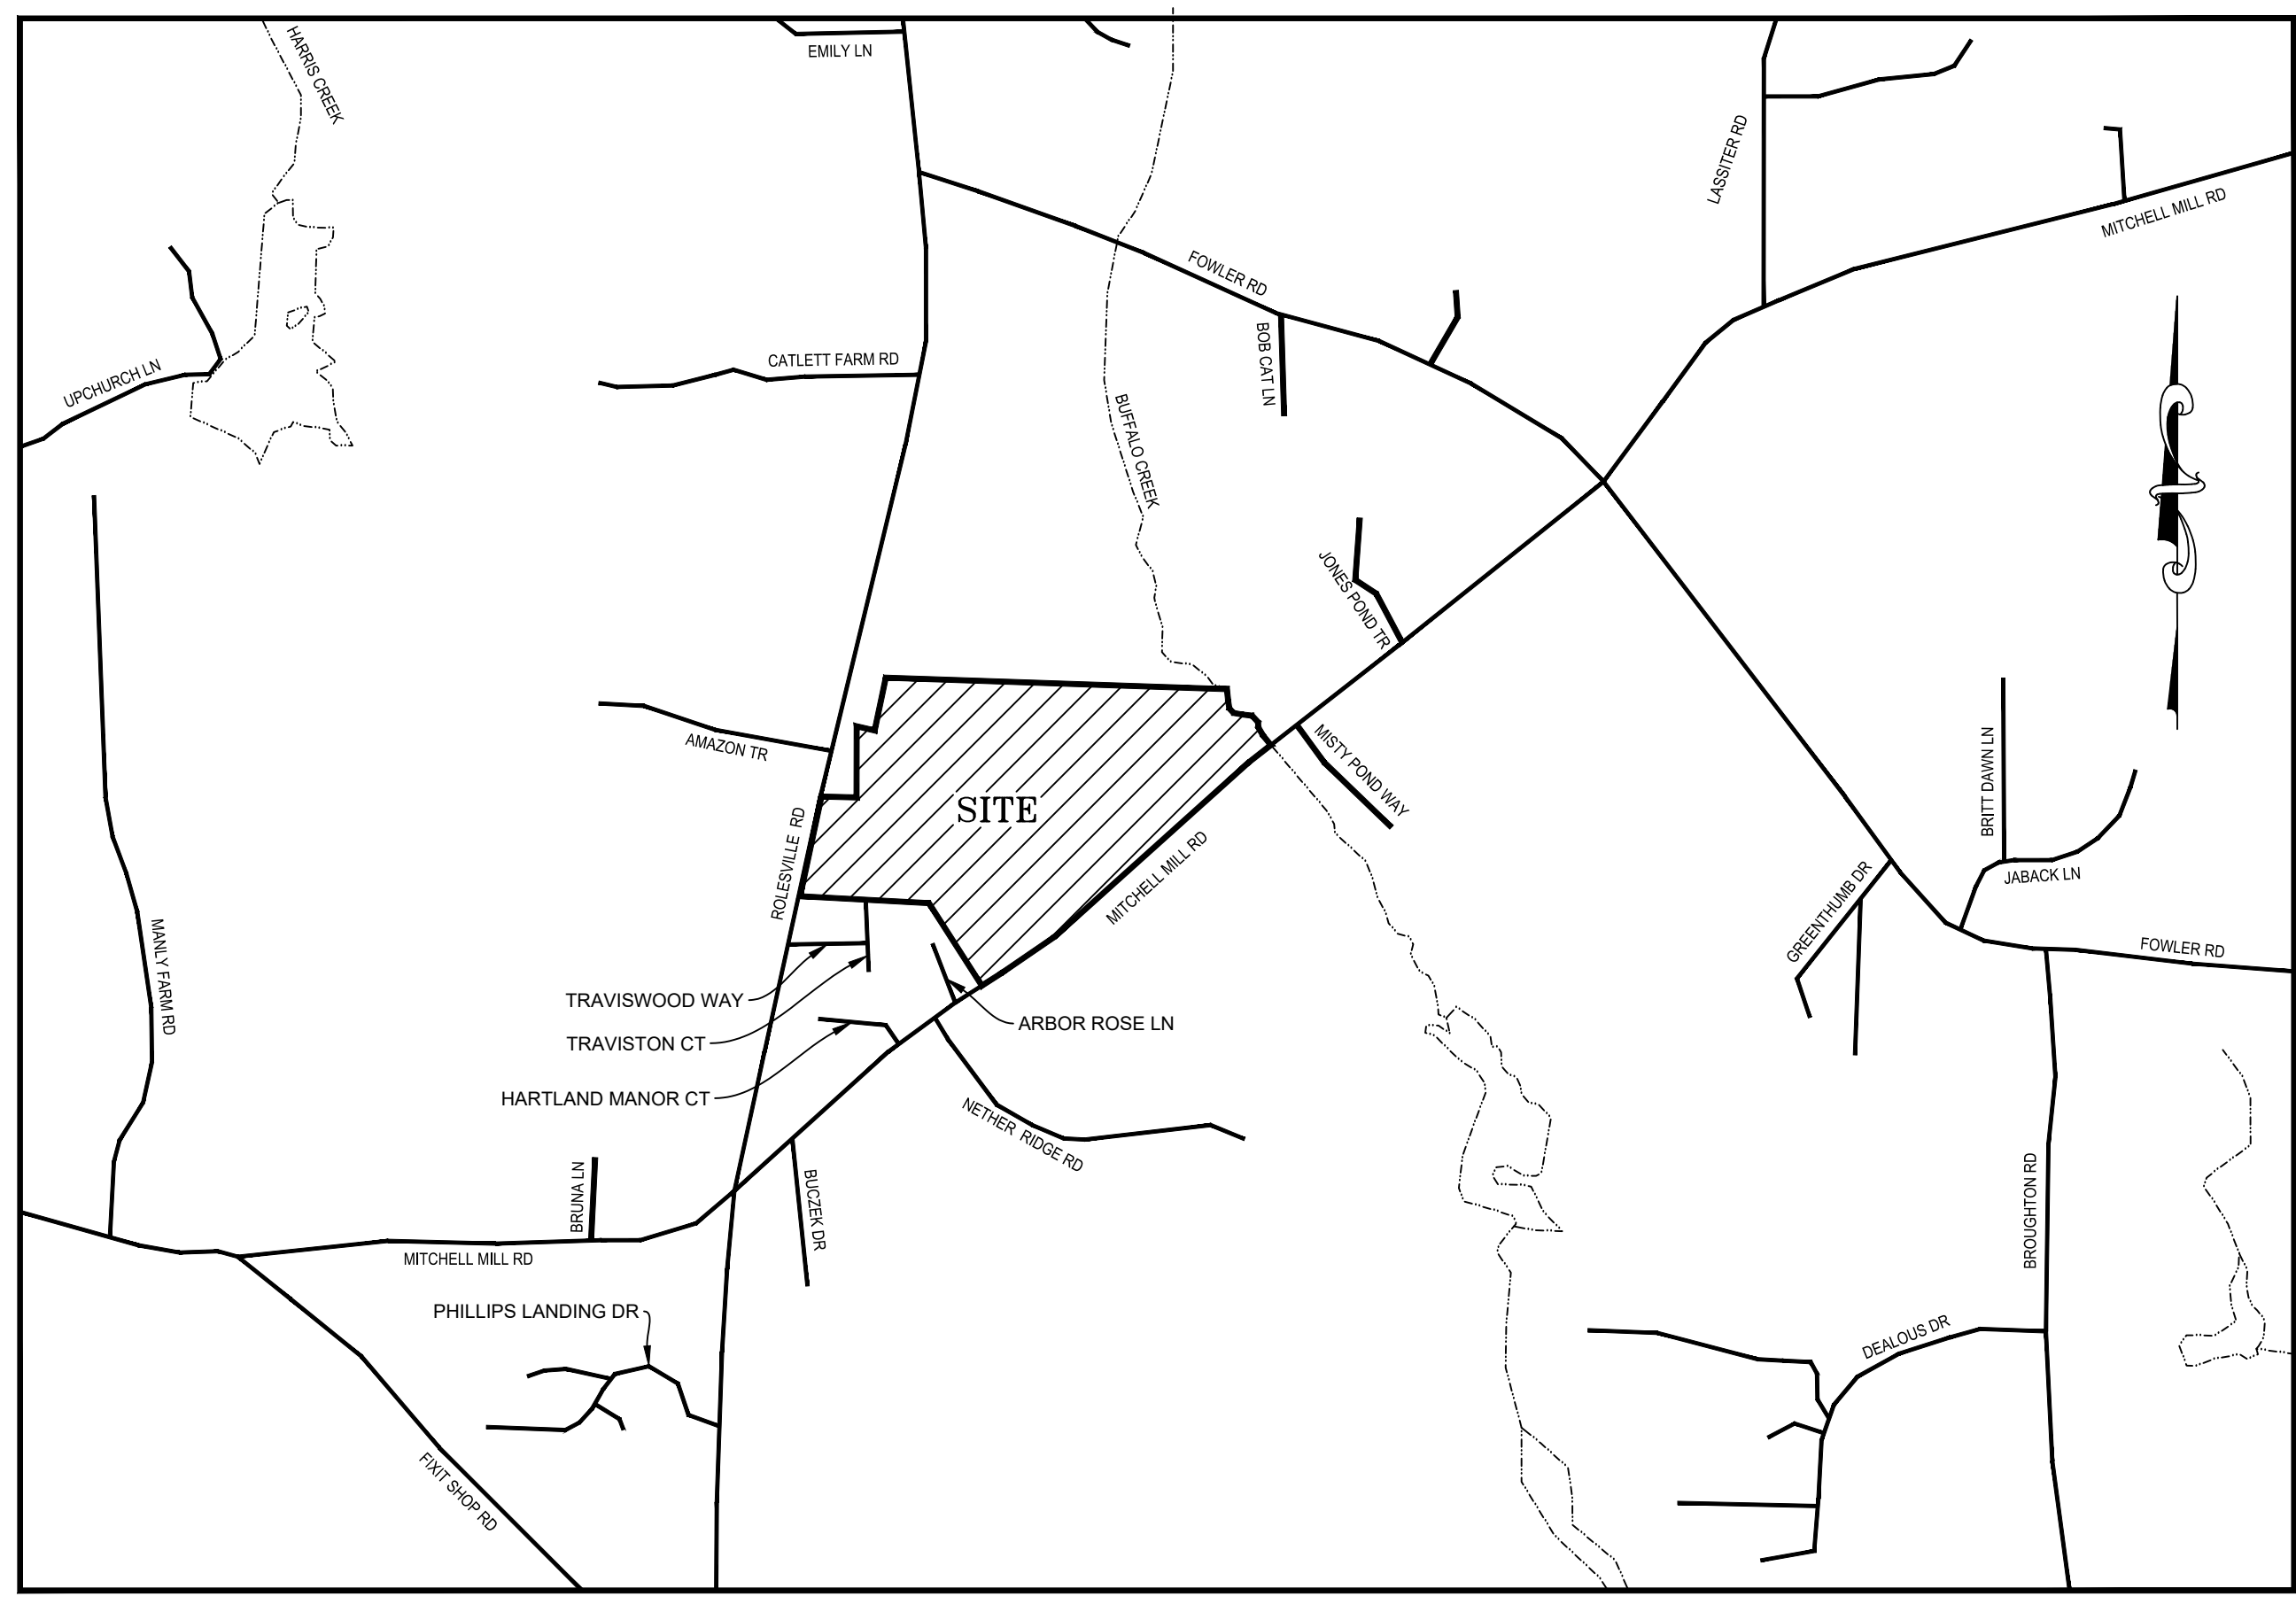 HARRIS CREEK
EMILY LN
LASSITER RD
MITCHELL MILL RD
FOWLER RD
BOB CAT LN
CATLETT FARM RD
UPCHURCH LN
BUFFALO CREEK
JONES POND TR
AMAZON TR
MISTY POND WAY
SITE
BRITT DAWN LN
ROLESVILLE RD
MITCHELL MILL RD
JABACK LN
GREENTHUMB DR
MANLY FARM RD
FOWLER RD
TRAVISWOOD WAY
ARBOR ROSE LN
TRAVISTON CT
HARTLAND MANOR CT
NETHER RIDGE RD
BRUNA LN
BUCZEK DR
BROUGHTON RD
MITCHELL MILL RD
PHILLIPS LANDING DR
DEALOUS DR
FIXIT SHOP RD